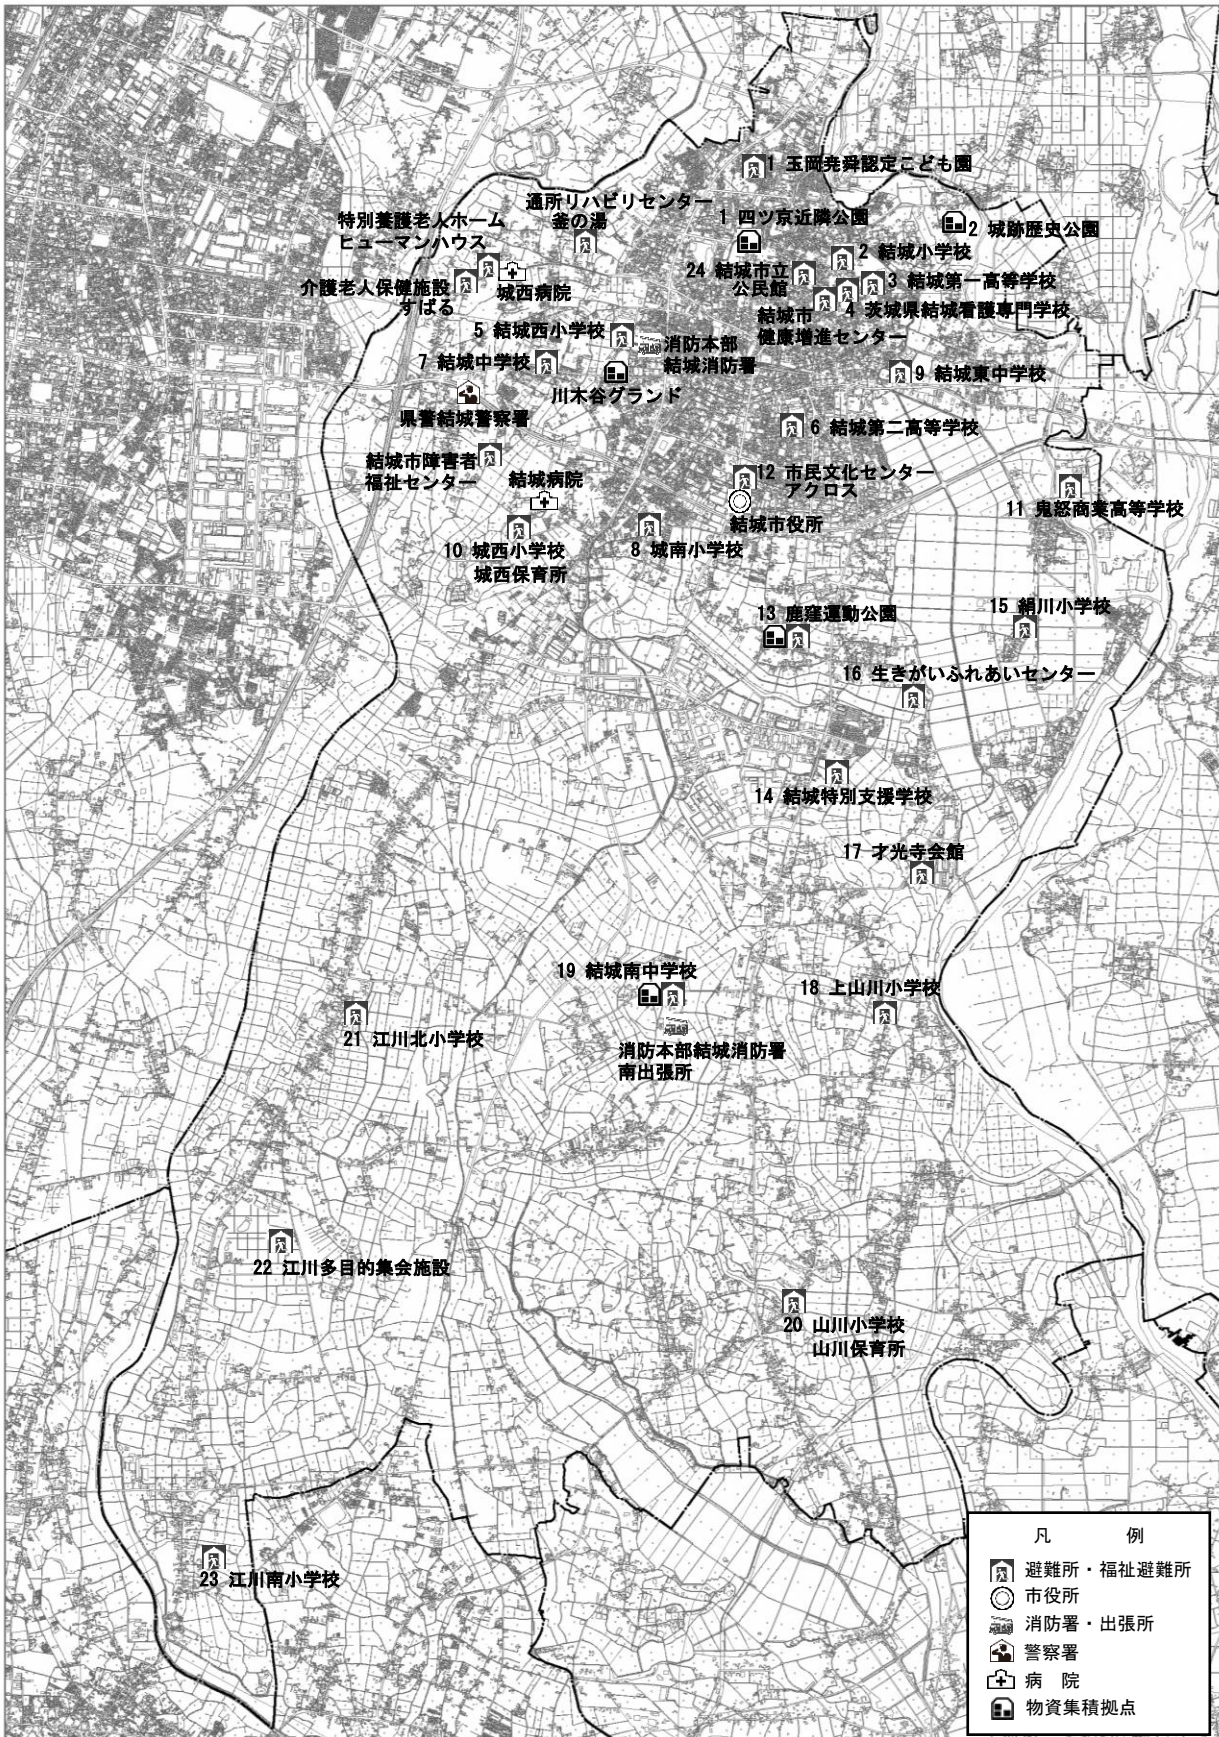 1 玉岡尭舜認定こども園
通所リハビリセンター
釜の湯
特別養護老人ホーム
ヒューマンハウス
1 四ツ京近隣公園
2 城跡歴史公園
2 結城小学校
介護老人保健施設
すばる
城西病院
24 結城市立
公民館
3 結城第一高等学校
4 茨城県結城看護専門学校
結城市
健康増進センター
5 結城西小学校
消防本部
結城消防署
7 結城中学校
川木谷グランド
9 結城東中学校
県警結城警察署
6 結城第二高等学校
結城市障害者
福祉センター
結城病院
12 市民文化センター
アクロス
結城市役所
11 鬼怒商業高等学校
10 城西小学校
城西保育所
8 城南小学校
13 鹿窪運動公園
15 絹川小学校
16 生きがいふれあいセンター
14 結城特別支援学校
17 才光寺会館
19 結城南中学校
18 上山川小学校
21 江川北小学校
消防本部結城消防署
南出張所
22 江川多目的集会施設
20 山川小学校
山川保育所
23 江川南小学校
凡 例
避難所・福祉避難所
市役所
消防署・出張所
警察署
病 院
物資集積拠点